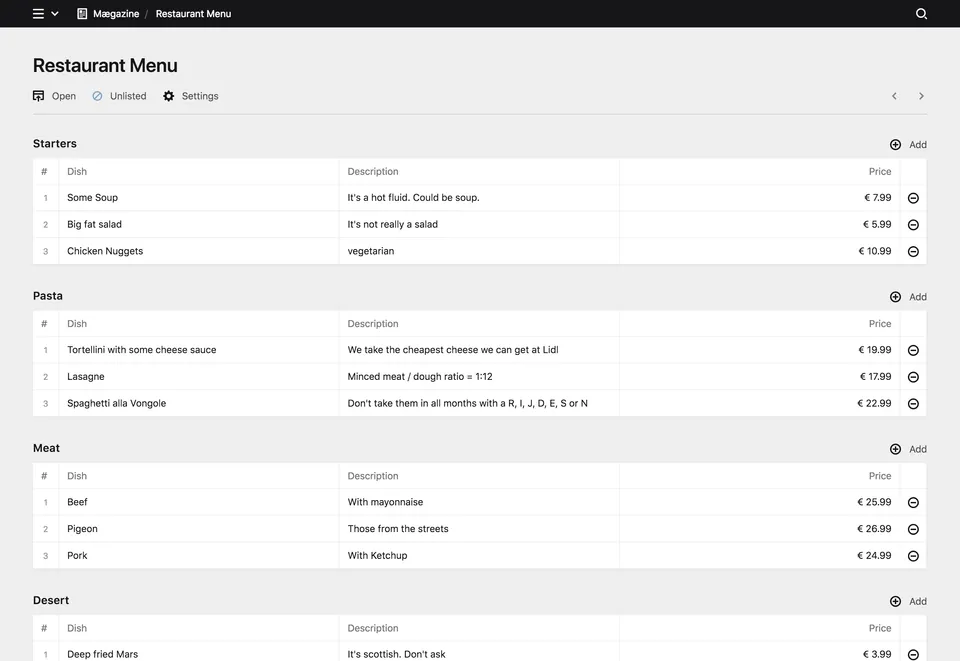 Mægazine / Restaurant Menu
Restaurant Menu
Open Unlisted Settings
Starters Add
# Dish Description Price
1 Some Soup It's a hot fluid. Could be soup. € 7.99
2 Big fat salad It's not really a salad € 5.99
3 Chicken Nuggets vegetarian € 10.99
Pasta Add
# Dish Description Price
1 Tortellini with some cheese sauce We take the cheapest cheese we can get at Lidl € 19.99
2 Lasagne Minced meat / dough ratio = 1:12 € 17.99
3 Spaghetti alla Vongole Don't take them in all months with a R, I, J, D, E, S or N € 22.99
Meat Add
# Dish Description Price
1 Beef With mayonnaise € 25.99
2 Pigeon Those from the streets € 26.99
3 Pork With Ketchup € 24.99
Desert Add
# Dish Description Price
1 Deep fried Mars It's scottish. Don't ask € 3.99